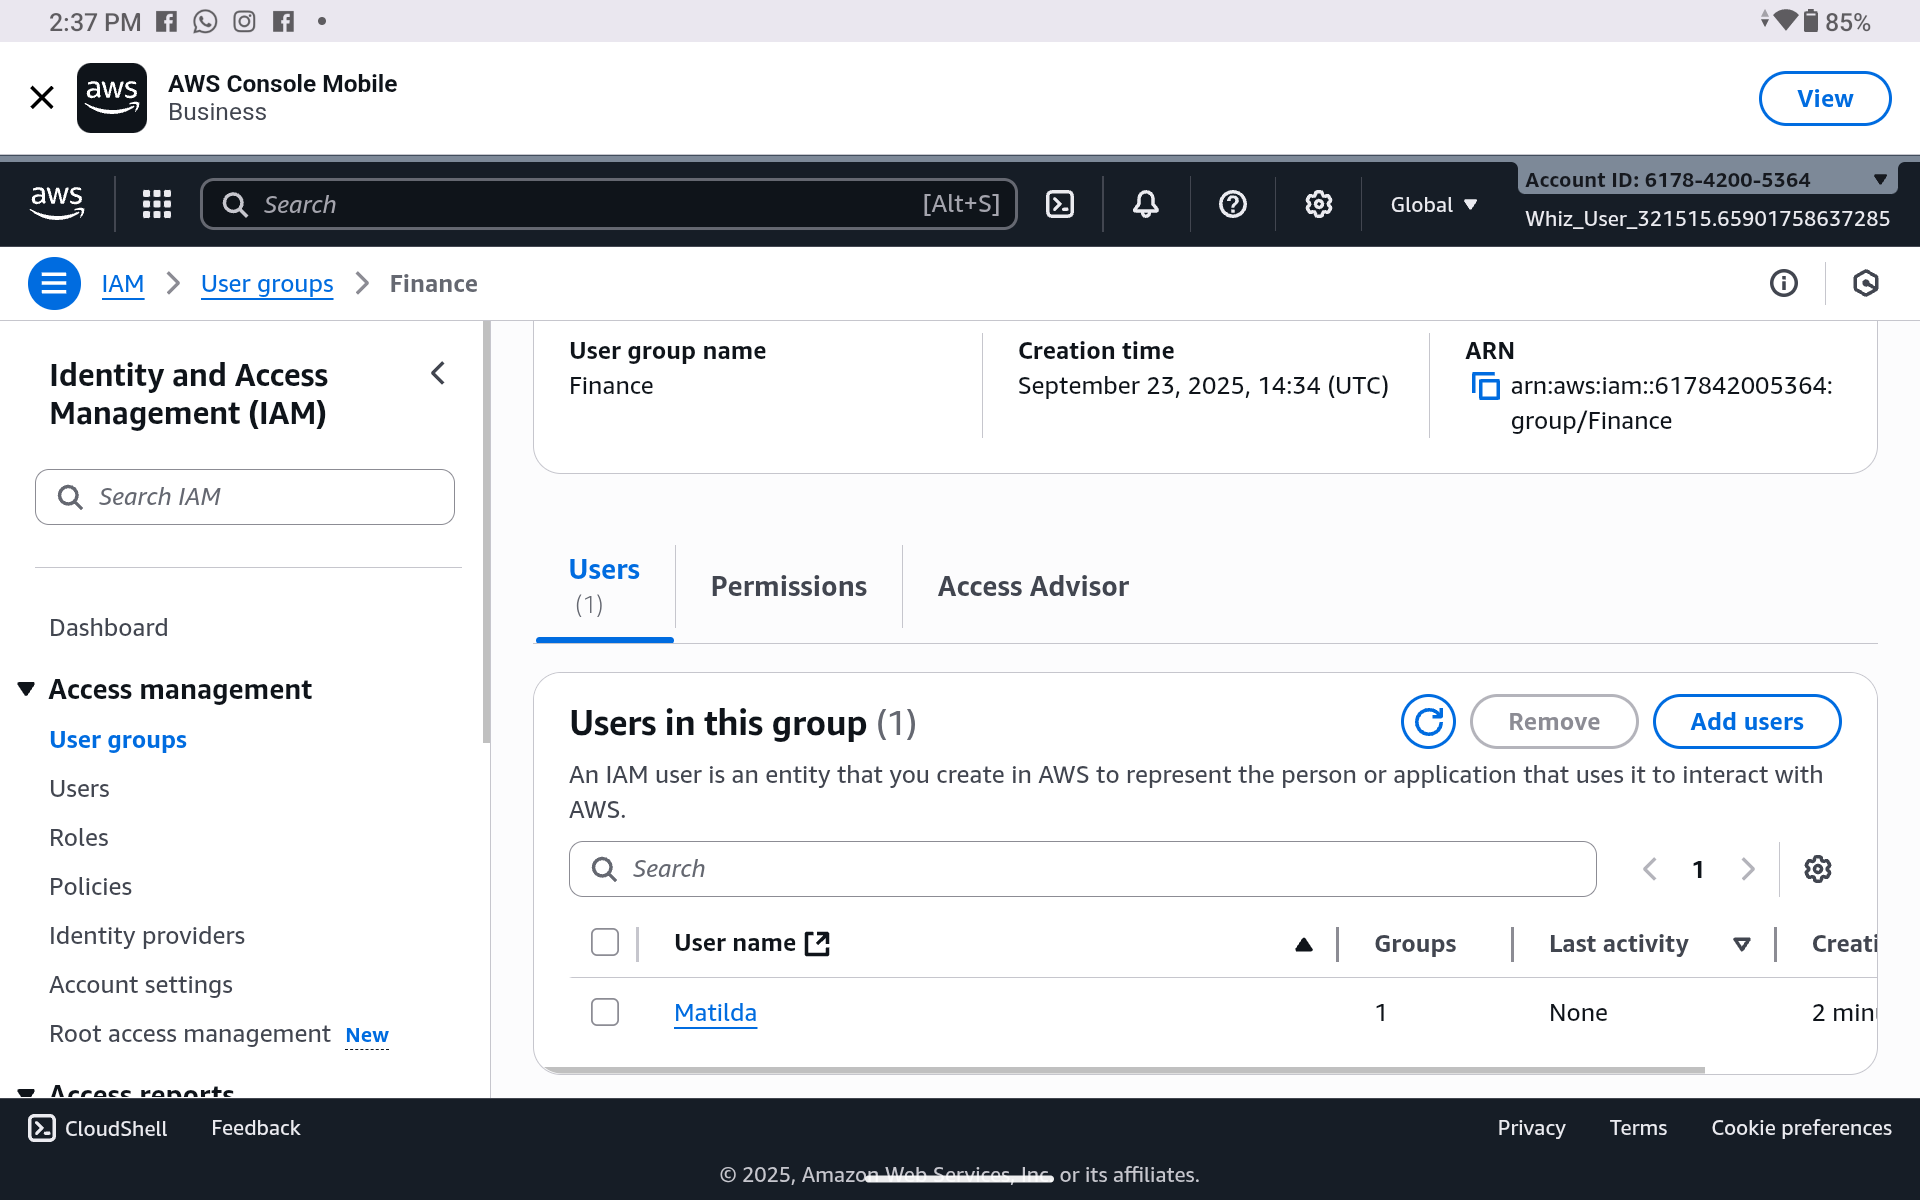 2:37 PM
85%
aws
AWS Console Mobile
Business
View
aws
Search [Alt+S]
Global
Account ID: 6178-4200-5364
Whiz_User_321515.65901758637285
IAM User groups Finance
Identity and Access
Management (IAM)
Search IAM
Dashboard
Access management
User groups
Users
Roles
Policies
Identity providers
Account settings
Root access management New
Access reports
User group name
Finance
Creation time
September 23, 2025, 14:34 (UTC)
ARN
arn:aws:iam::617842005364:
group/Finance
Users
(1)
Permissions
Access Advisor
Users in this group (1)
Remove
Add users
An IAM user is an entity that you create in AWS to represent the person or application that uses it to interact with
AWS.
Search
1
User name Groups Last activity Creati
Matilda 1 None 2 min
CloudShell Feedback Privacy Terms Cookie preferences
© 2025, Amazon Web Services, Inc. or its affiliates.